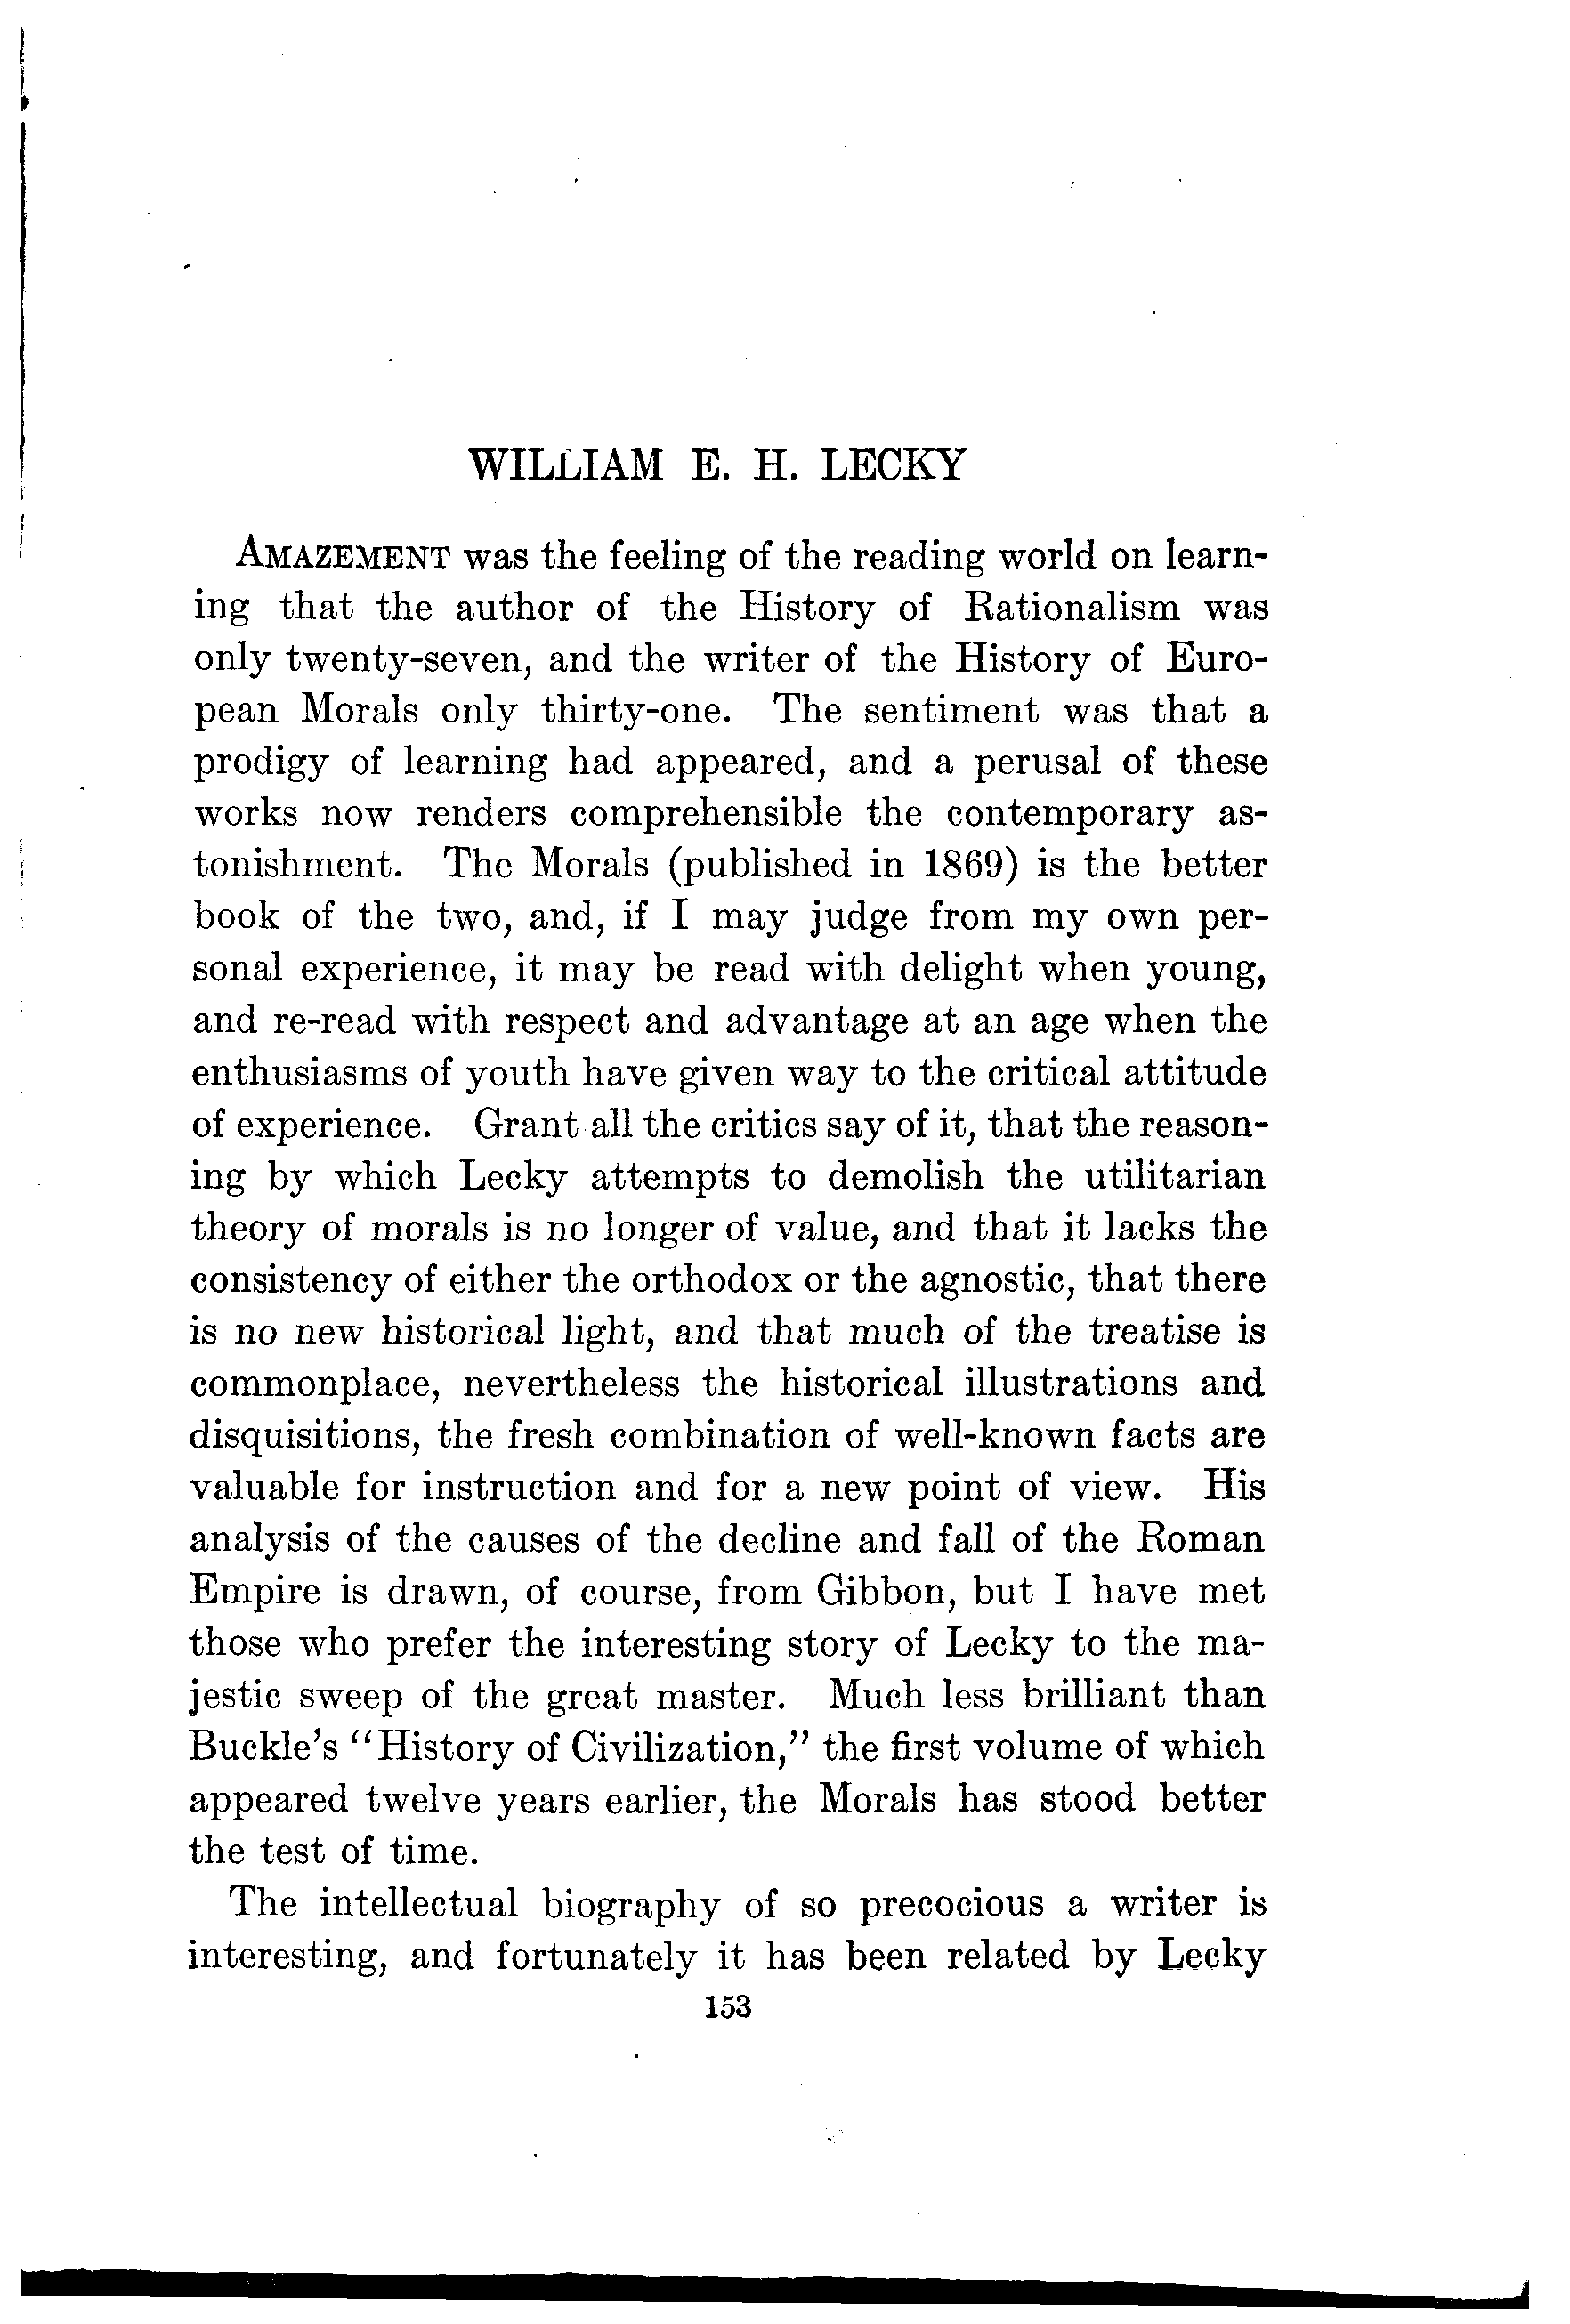 WILLIAM E. H. LECKY
AMAZEMENT was the feeling of the reading world on learn-
ing that the author of the History of Rationalism was
only twenty-seven, and the writer of the History of Euro-
pean Morals only thirty-one. The sentiment was that a
prodigy of learning had appeared, and a perusal of these
works now renders comprehensible the contemporary as-
tonishment. The Morals (published in 1869) is the better
book of the two, and, if I may judge from my own per-
sonal experience, it may be read with delight when young,
and re-read with respect and advantage at an age when the
enthusiasms of youth have given way to the critical attitude
of experience. Grant all the critics say of it, that the reason-
ing by which Lecky attempts to demolish the utilitarian
theory of morals is no longer of value, and that it lacks the
consistency of either the orthodox or the agnostic, that there
is no new historical light, and that much of the treatise is
commonplace, nevertheless the historical illustrations and
disquisitions, the fresh combination of well-known facts are
valuable for instruction and for a new point of view. His
analysis of the causes of the decline and fall of the Roman
Empire is drawn, of course, from Gibbon, but I have met
those who prefer the interesting story of Lecky to the ma-
jestic sweep of the great master. Much less brilliant than
Buckle's "History of Civilization," the first volume of which
appeared twelve years earlier, the Morals has stood better
the test of time.
The intellectual biography of so precocious a writer is
interesting, and fortunately it has been related by Lecky
153